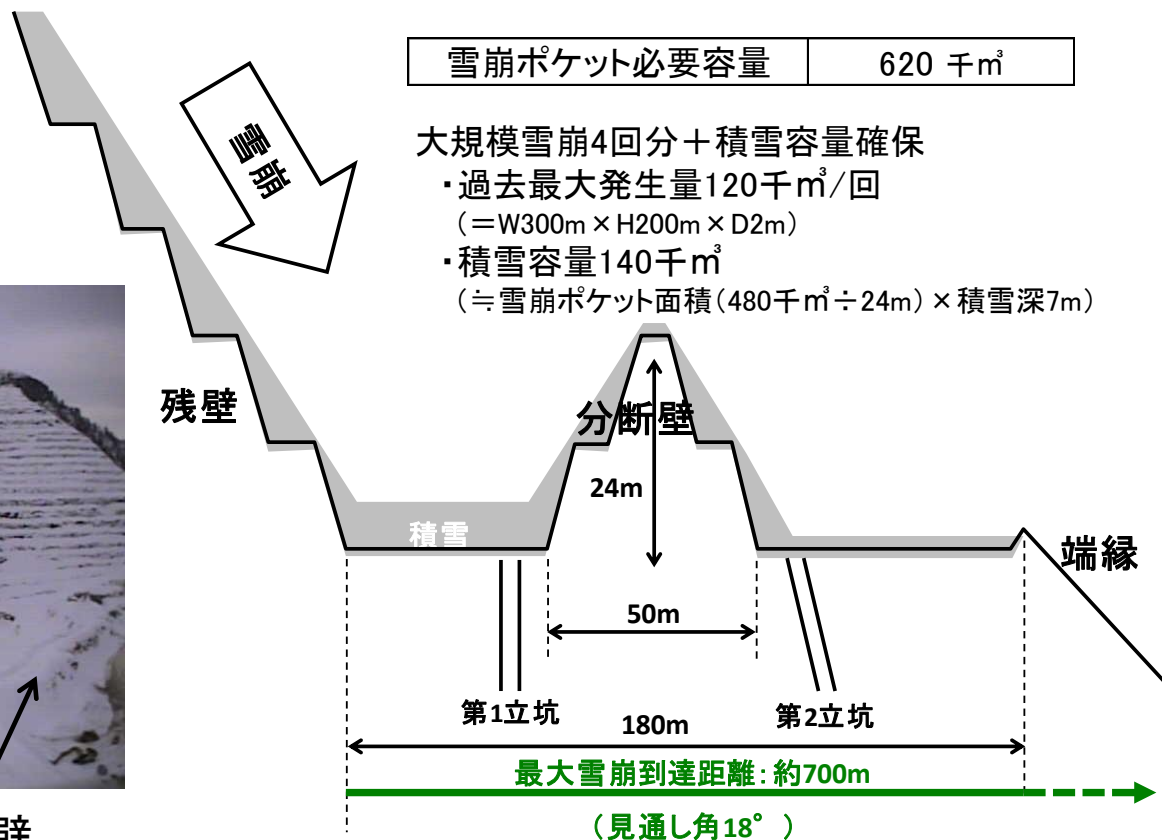 雪崩ポケット必要容量 620 千㎥
雪崩
大規模雪崩4回分＋積雪容量確保
・過去最大発生量120千㎥/回
（＝W300m×H200m×D2m）
・積雪容量140千㎥
（≒雪崩ポケット面積（480千㎥÷24m）×積雪深7m）
残壁
分断壁
24m
積雪
端縁
50m
第1立坑
第2立坑
180m
最大雪崩到達距離：約700m
（見通し角18°）